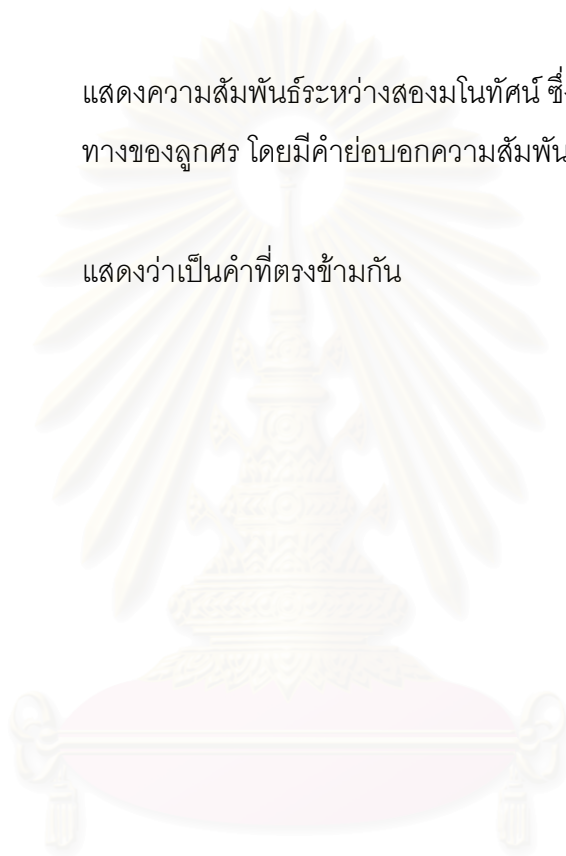 แสดงความสัมพันธ์ระหว่างสองมโนทัศน์
ทางของลูกศร โดยมีคำย่อบอกความสัมพัน
แสดงว่าเป็นคำที่ตรงข้ามกัน